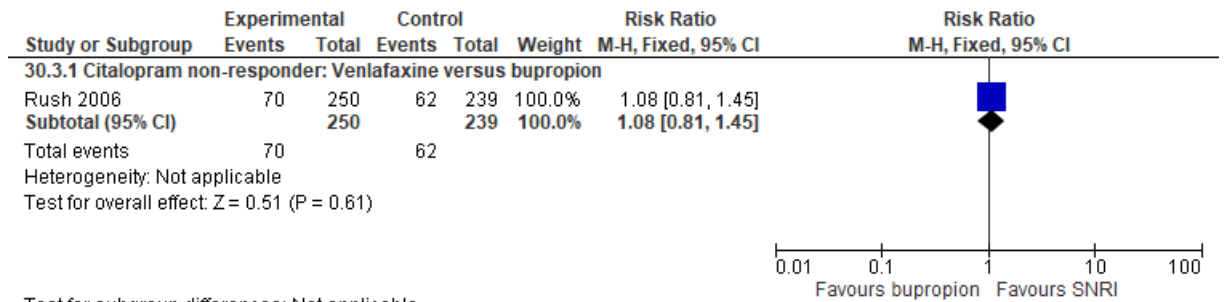 Experimental Control Risk Ratio Risk Ratio
Study or Subgroup Events Total Events Total Weight M-H, Fixed, 95% CI M-H, Fixed, 95% CI
30.3.1 Citalopram non-responder: Venlafaxine versus bupropion
Rush 2006 70 250 62 239 100.0% 1.08 [0.81, 1.45]
Subtotal (95% CI) 250 239 100.0% 1.08 [0.81, 1.45]
Total events 70 62
Heterogeneity: Not applicable
Test for overall effect: Z = 0.51 (P = 0.61)
0.01 0.1 1 10 100
Favours bupropion Favours SNRI
Test for subgroup differences: Not applicable